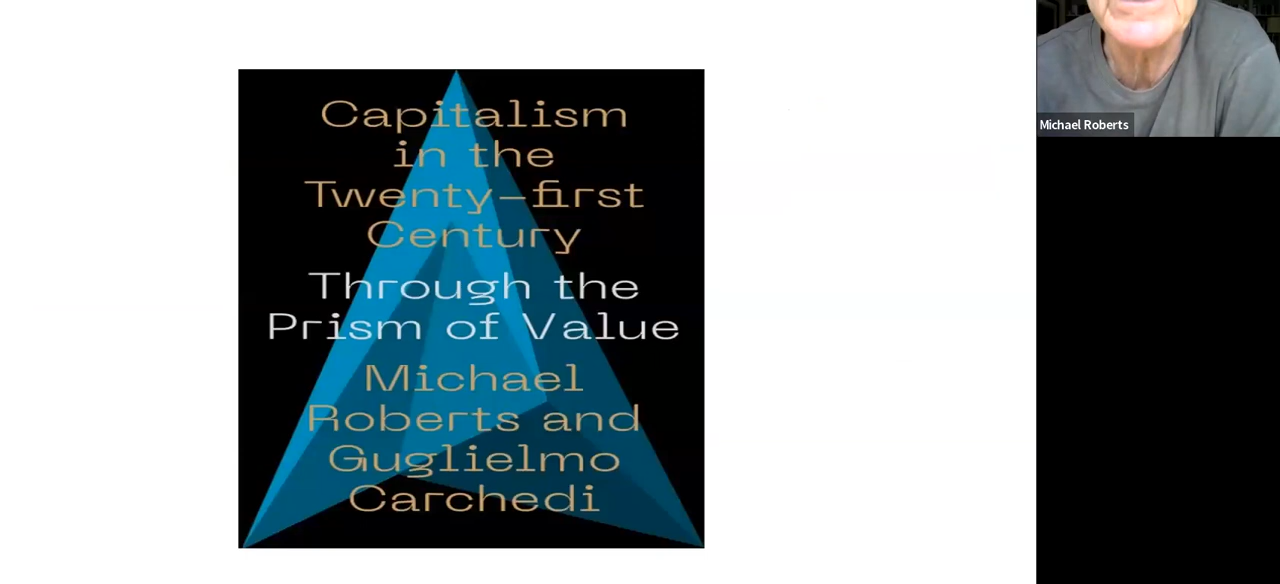 Capitalism
in the
Twenty-first
Century
Through the
Prism of Value
Michael
Roberts and
Guglielmo
Carchedi
Michael Roberts